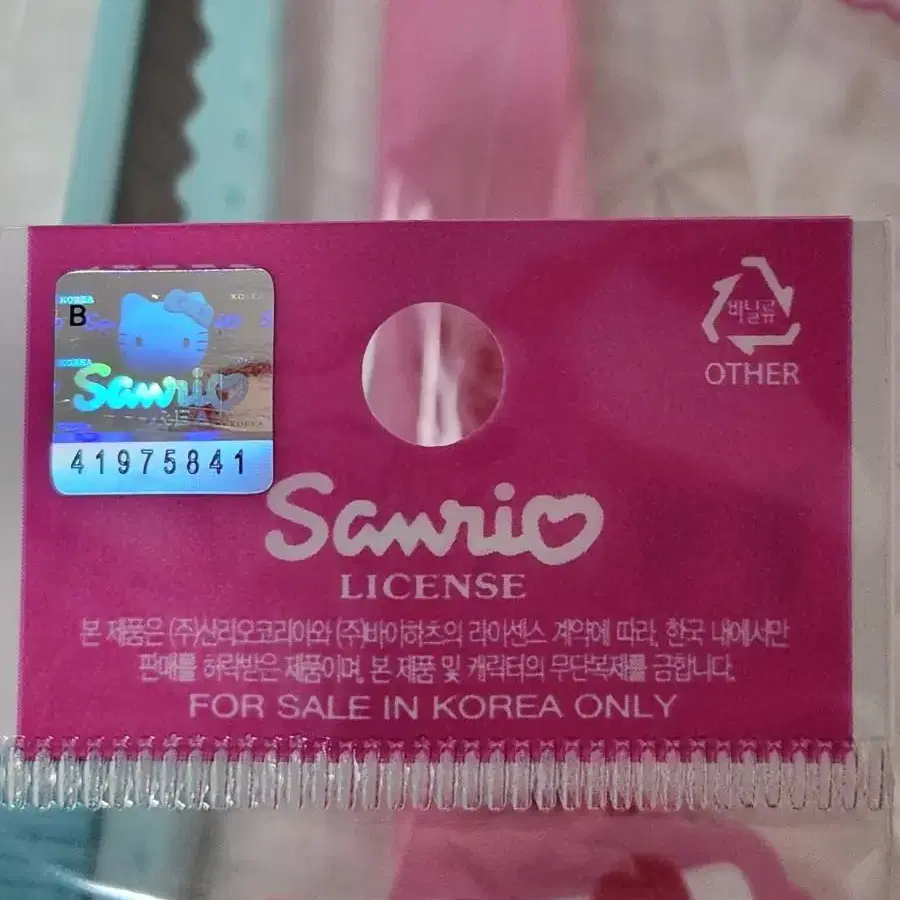 KOREA
KOREA
B
KOREA
Sanrio
KOREA
41975841
비닐류
OTHER
Sanrio
LICENSE
본 제품은 (주)산리오코리아와 (주)바이하츠의 라이센스 계약에 따라, 한국 내에서만
판매를 허락받은 제품이며, 본 제품 및 캐릭터의 무단복제를 금합니다.
FOR SALE IN KOREA ONLY